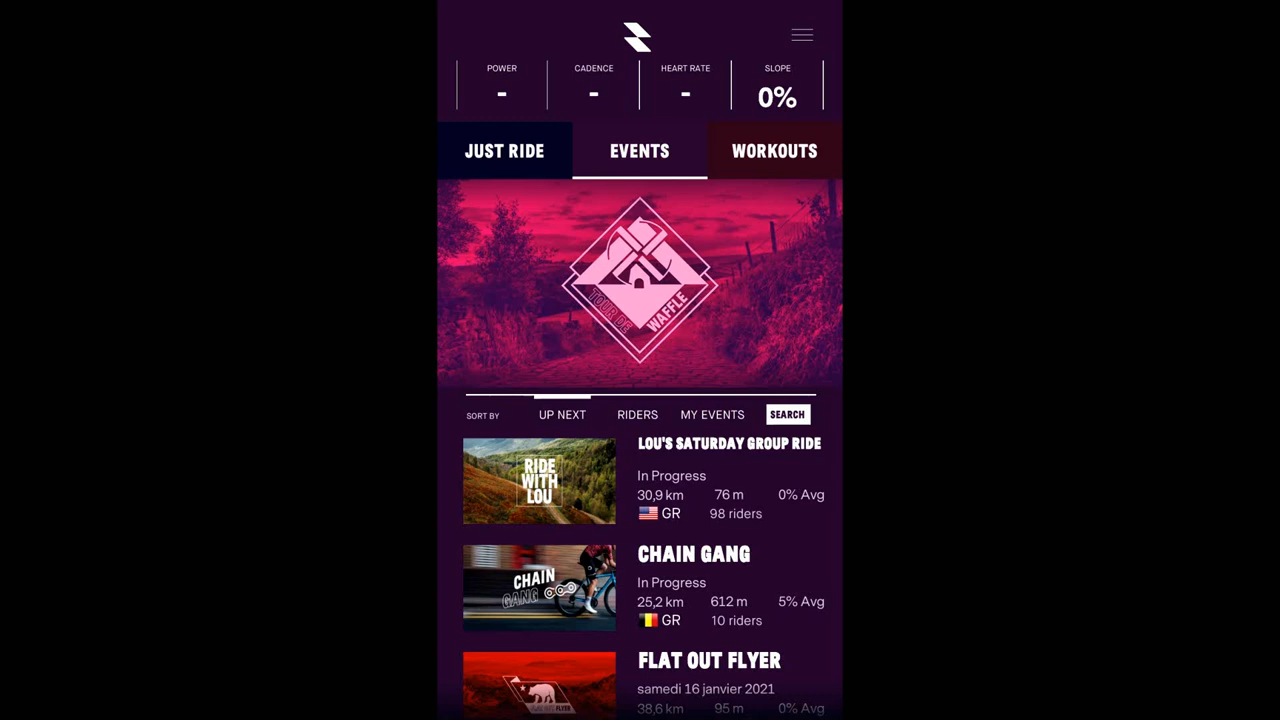 POWER
CADENCE
HEART RATE
SLOPE
-
-
-
0%
JUST RIDE
EVENTS
WORKOUTS
TOUR DE
WAFFLE
SORT BY
UP NEXT
RIDERS
MY EVENTS
SEARCH
RIDE
WITH
LOU
LOU'S SATURDAY GROUP RIDE
In Progress
30,9 km 76 m 0% Avg
GR 98 riders
CHAIN
GANG
CHAIN GANG
In Progress
25,2 km 612 m 5% Avg
GR 10 riders
FLAT OUT FLYER
FLAT OUT FLYER
samedi 16 janvier 2021
38,6 km 95 m 0% Avg